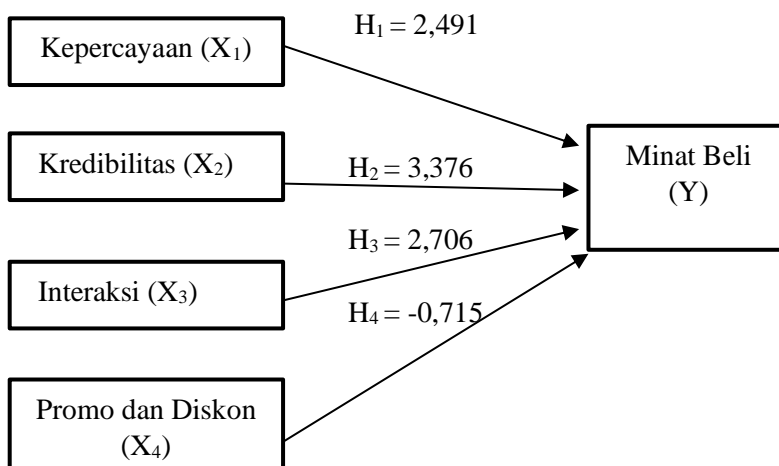 H₁ = 2,491
Kepercayaan (X₁)
Kredibilitas (X₂)
H₂ = 3,376
Minat Beli
(Y)
H₃ = 2,706
Interaksi (X₃)
H₄ = -0,715
Promo dan Diskon
(X₄)